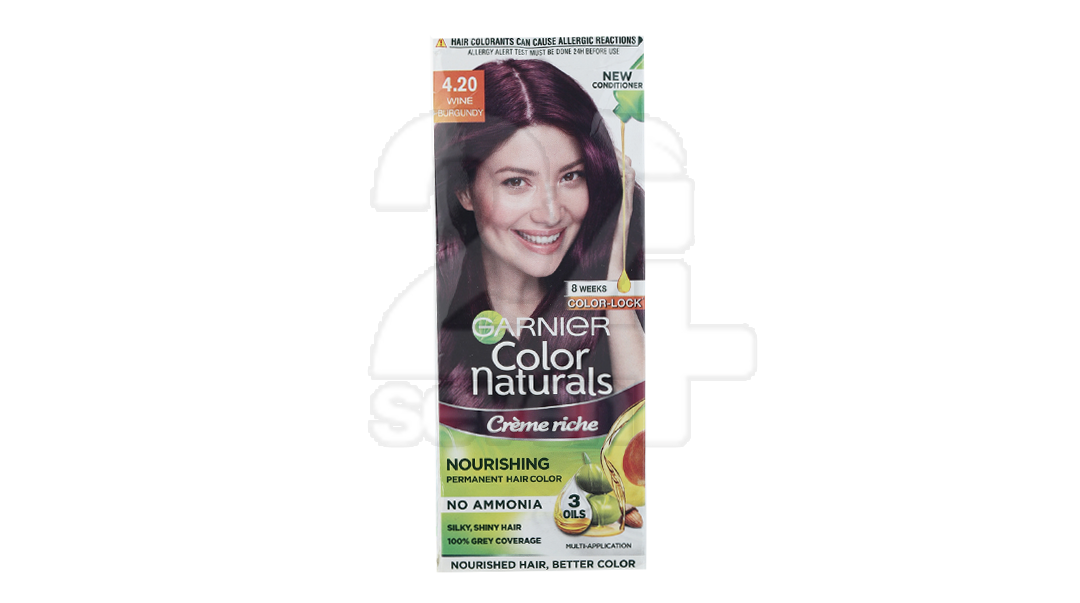 HAIR COLORANTS CAN CAUSE ALLERGIC REACTIONS
ALLERGY ALERT TEST MUST BE DONE 24H BEFORE USE
4.20
WINE
BURGUNDY
NEW
CONDITIONER
8 WEEKS
COLOR-LOCK
GARNIER
Color
Naturals
Crème riche
NOURISHING
PERMANENT HAIR COLOR
NO AMMONIA
3
OILS
SILKY, SHINY HAIR
100% GREY COVERAGE
MULTI-APPLICATION
NOURISHED HAIR, BETTER COLOR